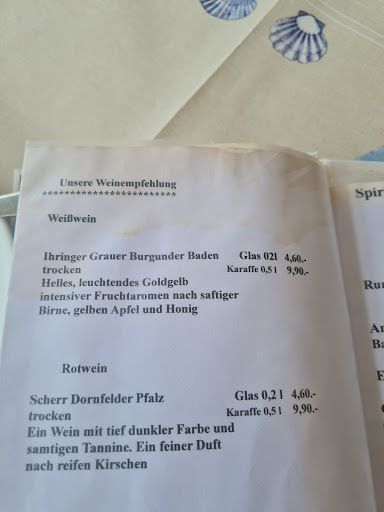 Unsere Weinempfehlung
************************
Weißwein
Ihringer Grauer Burgunder Baden Glas 02l 4,60.-
trocken Karaffe 0,5 l 9,90.-
Helles, leuchtendes Goldgelb
intensiver Fruchtaromen nach saftiger
Birne, gelben Apfel und Honig
Rotwein
Scherr Dornfelder Pfalz Glas 0,2 l 4,60.-
trocken Karaffe 0,5 l 9,90.-
Ein Wein mit tief dunkler Farbe und
samtigen Tannine. Ein feiner Duft
nach reifen Kirschen
Spir